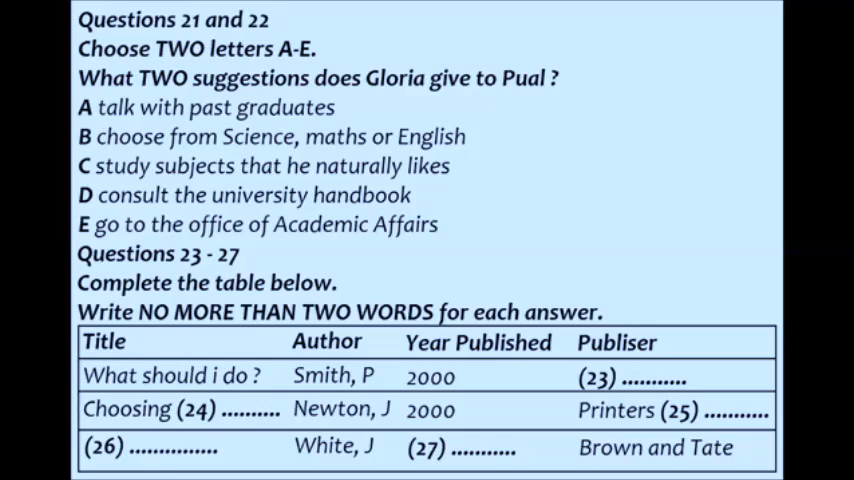 Questions 21 and 22
Choose TWO letters A-E.
What TWO suggestions does Gloria give to Pual ?
A talk with past graduates
B choose from Science, maths or English
C study subjects that he naturally likes
D consult the university handbook
E go to the office of Academic Affairs
Questions 23 - 27
Complete the table below.
Write NO MORE THAN TWO WORDS for each answer.
Title Author Year Published Publiser
What should i do ? Smith, P 2000 (23) ...........
Choosing (24) .......... Newton, J 2000 Printers (25) ...........
(26) ............... White, J (27) ........... Brown and Tate